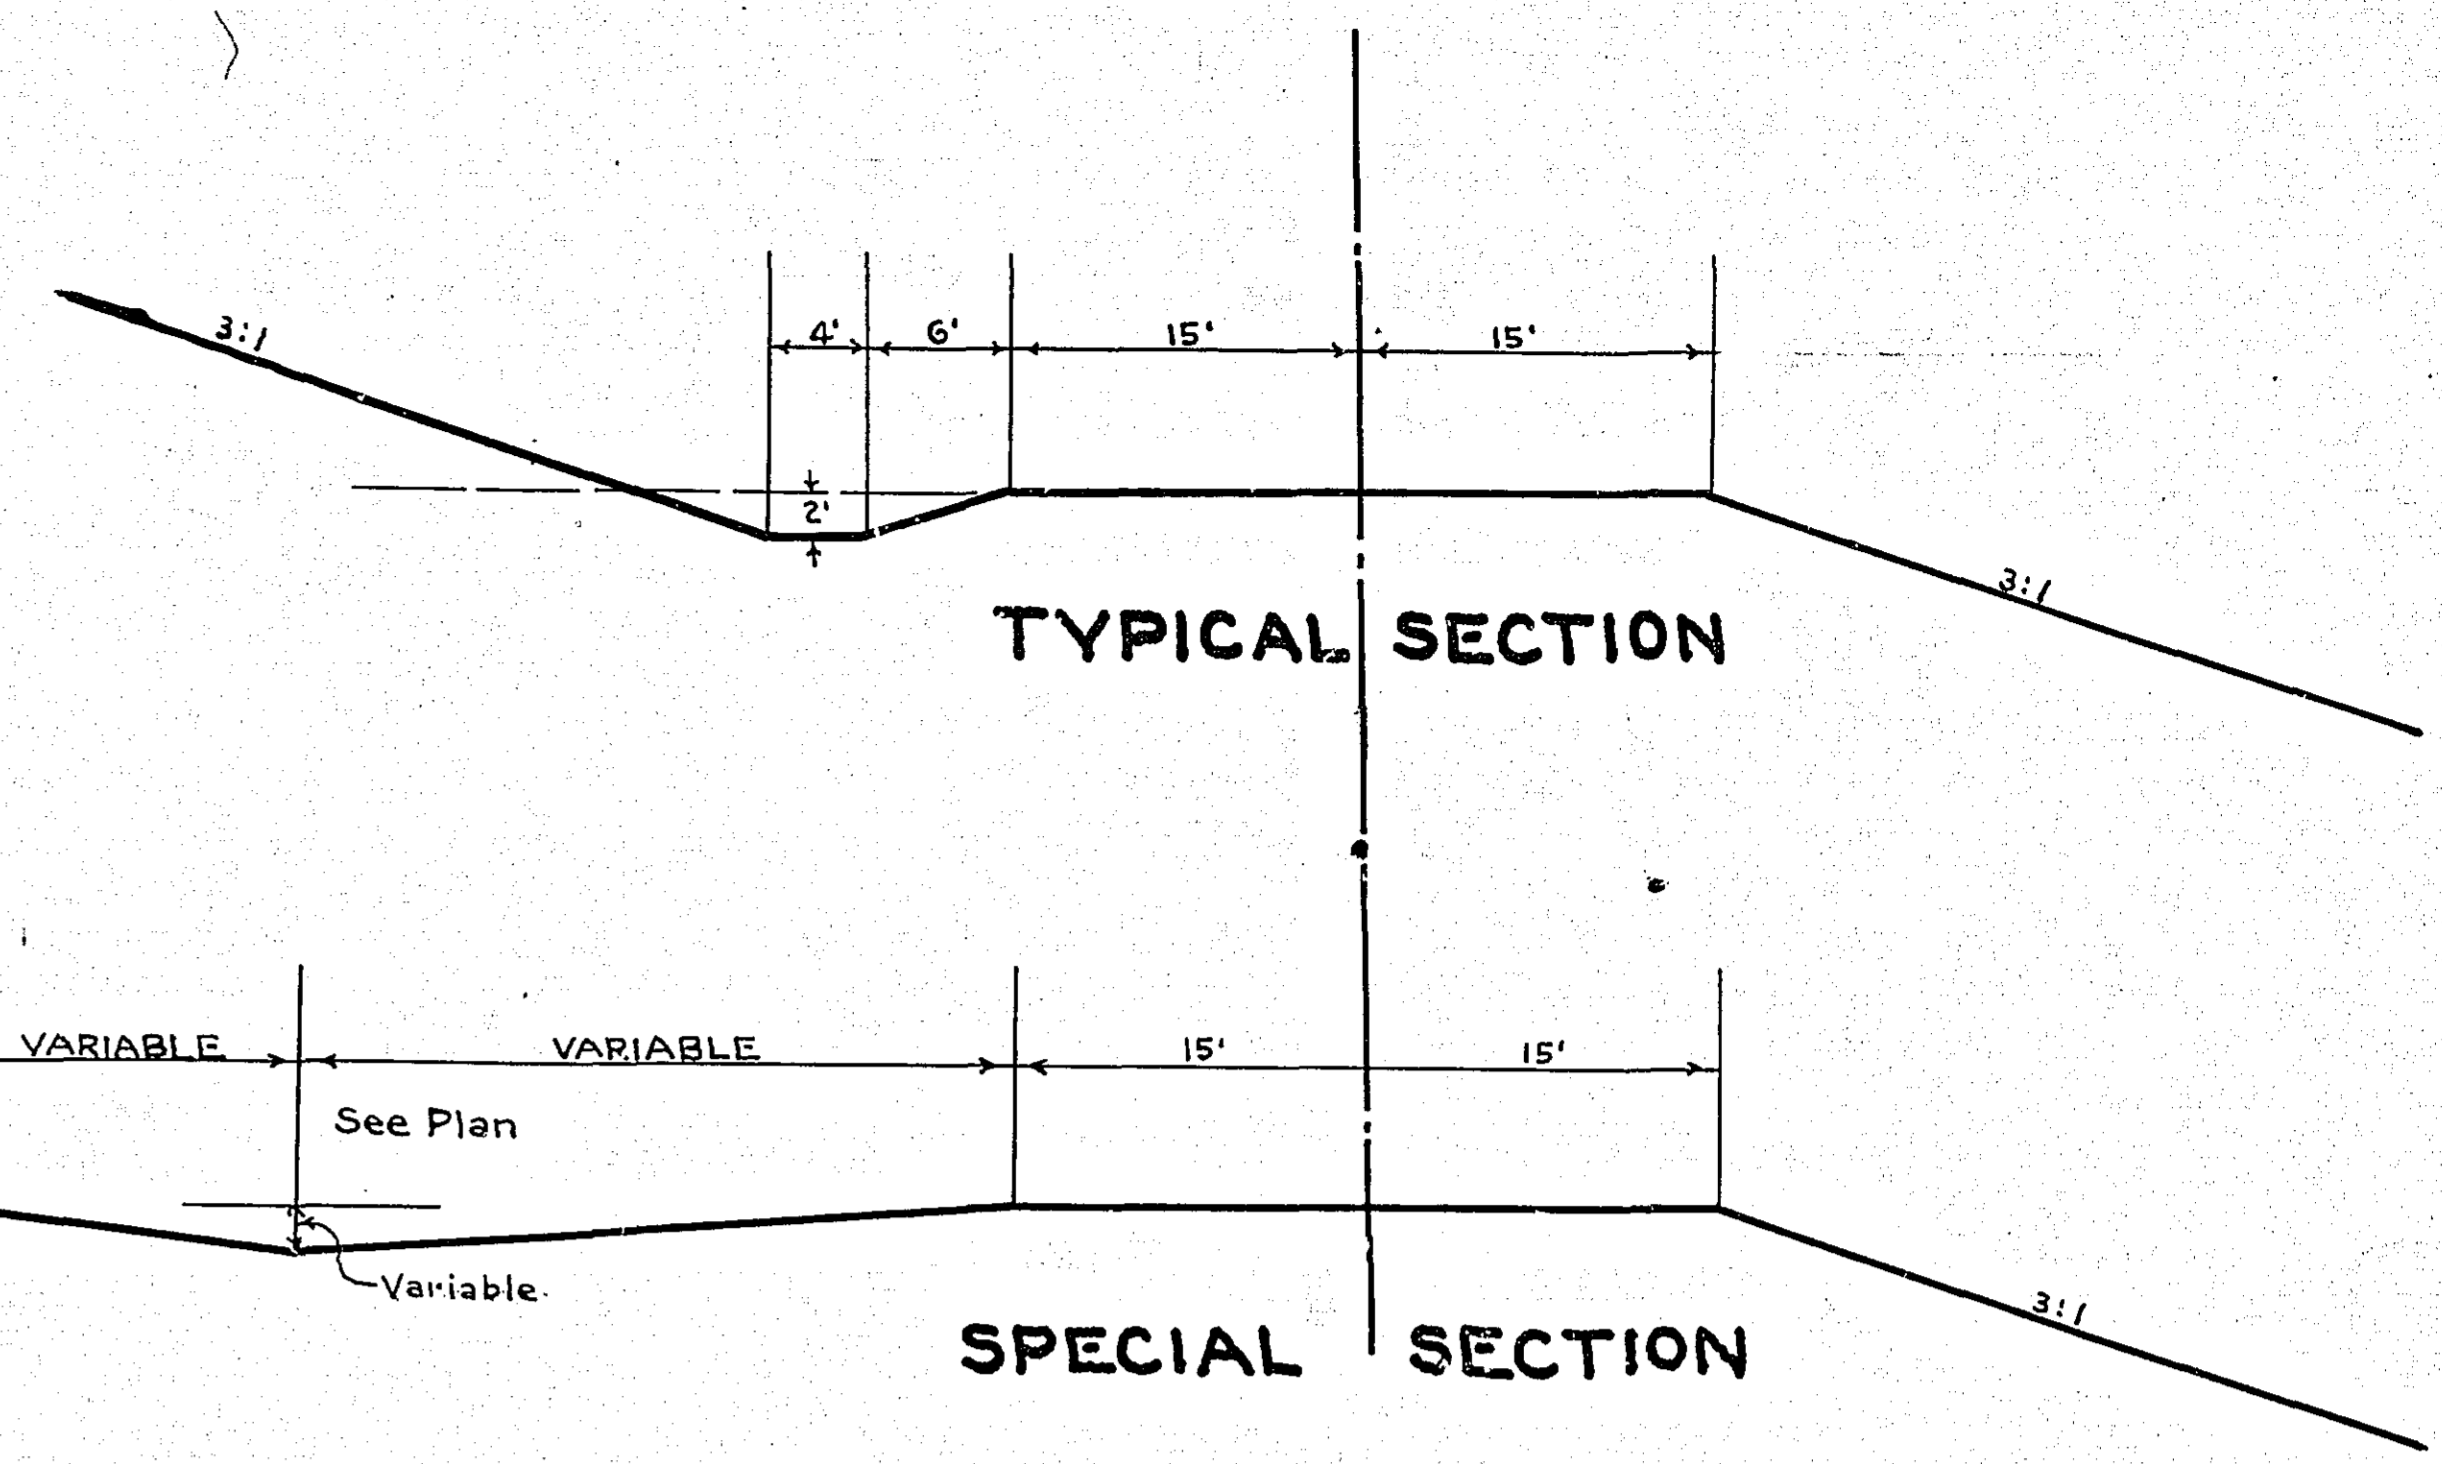 3:1
4' 6' 15' 15'
2'
3:1
TYPICAL SECTION
VARIABLE VARIABLE 15' 15'
See Plan
Variable.
3:1
SPECIAL SECTION